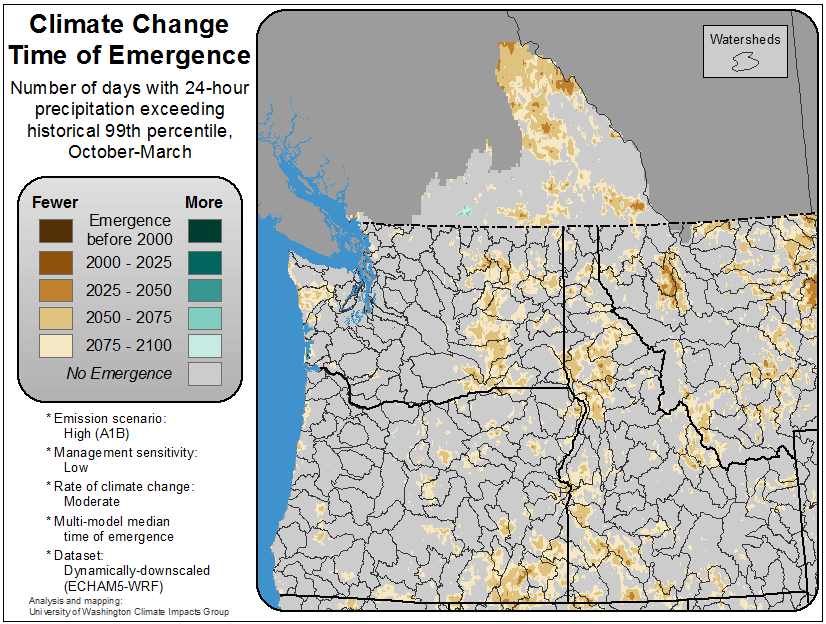 Climate Change
Time of Emergence
Number of days with 24-hour
precipitation exceeding
historical 99th percentile,
October-March
Fewer More
Emergence
before 2000
2000 - 2025
2025 - 2050
2050 - 2075
2075 - 2100
No Emergence
* Emission scenario:
High (A1B)
* Management sensitivity:
Low
* Rate of climate change:
Moderate
* Multi-model median
time of emergence
* Dataset:
Dynamically-downscaled
(ECHAM5-WRF)
Analysis and mapping:
University of Washington Climate Impacts Group
Watersheds